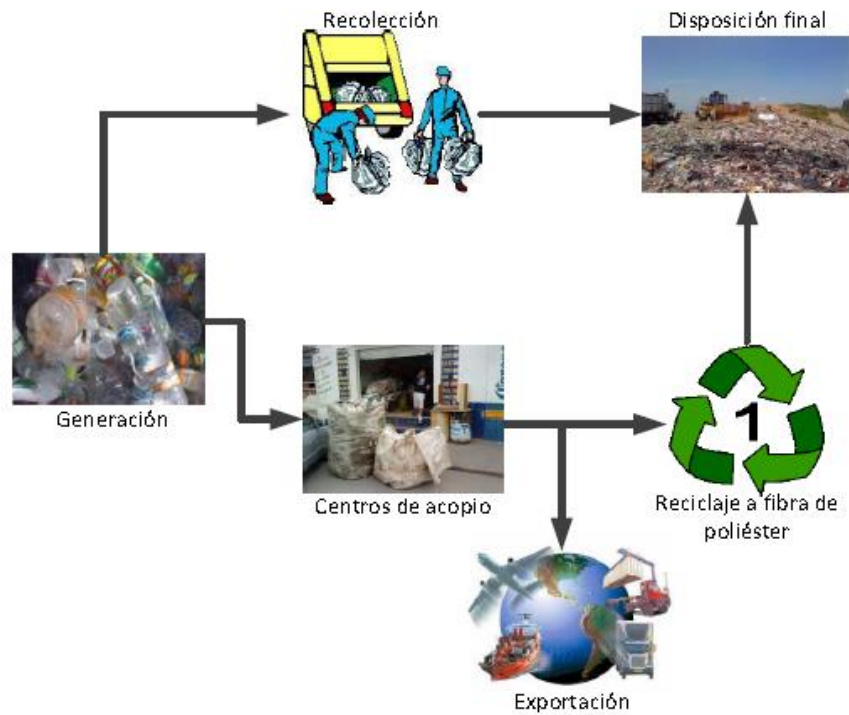 Recolección
Disposición final
Generación
Centros de acopio
1
Reciclaje a fibra de
poliéster
Exportación